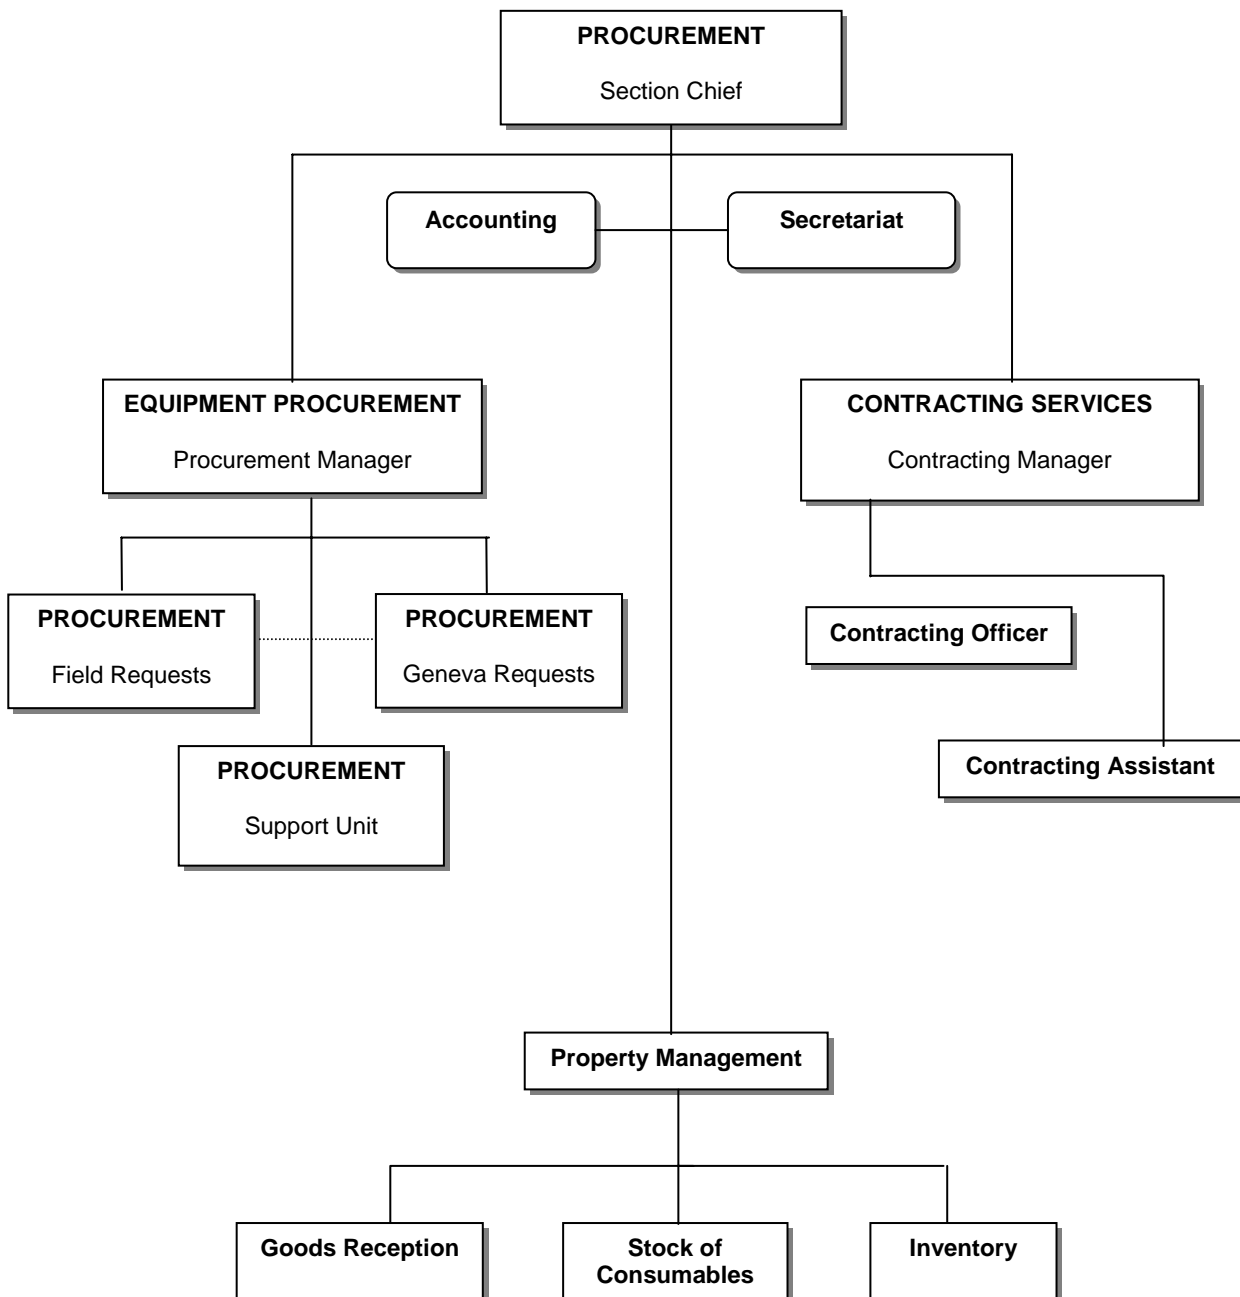 PROCUREMENT
Section Chief
Accounting
Secretariat
EQUIPMENT PROCUREMENT
Procurement Manager
CONTRACTING SERVICES
Contracting Manager
PROCUREMENT
Field Requests
PROCUREMENT
Geneva Requests
Contracting Officer
PROCUREMENT
Support Unit
Contracting Assistant
Property Management
Goods Reception
Stock of
Consumables
Inventory